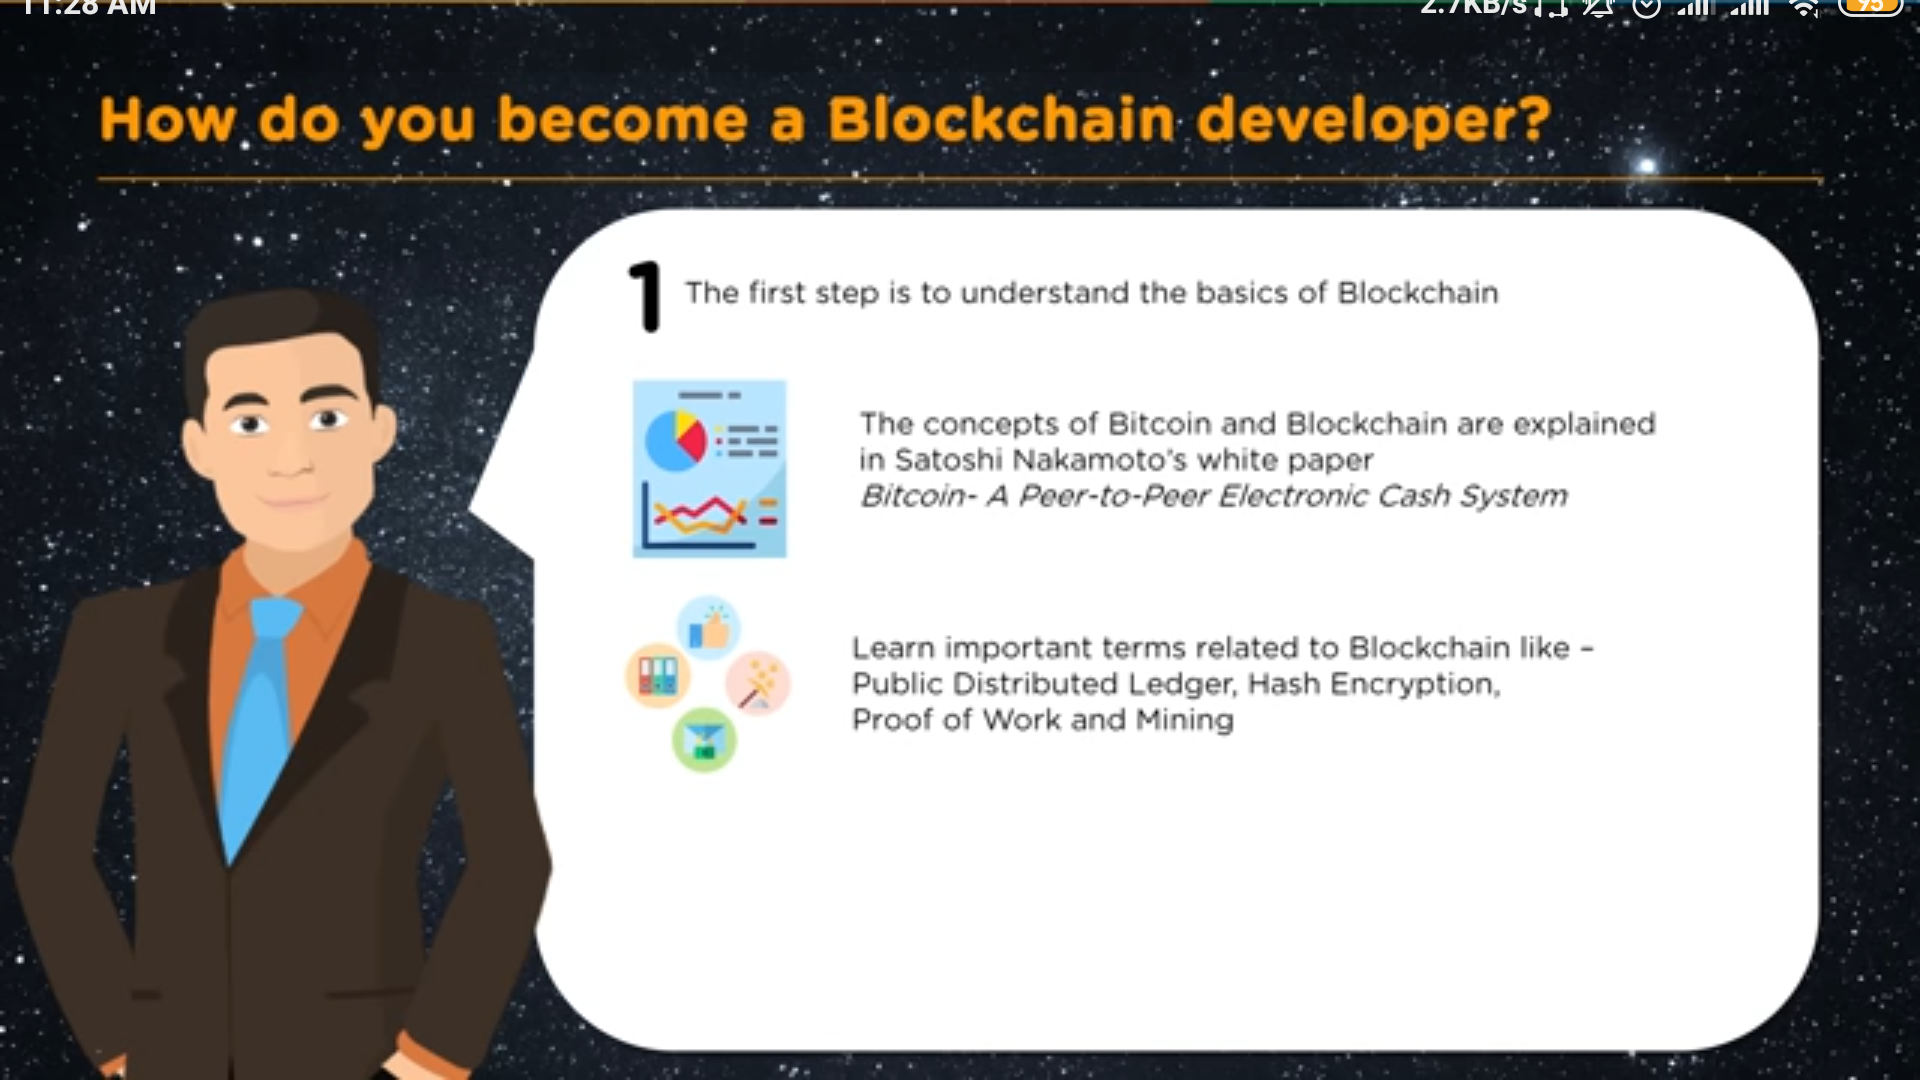 11:28 AM 2.7KB/s 95
How do you become a Blockchain developer?
1 The first step is to understand the basics of Blockchain
The concepts of Bitcoin and Blockchain are explained
in Satoshi Nakamoto's white paper
Bitcoin- A Peer-to-Peer Electronic Cash System
Learn important terms related to Blockchain like –
Public Distributed Ledger, Hash Encryption,
Proof of Work and Mining